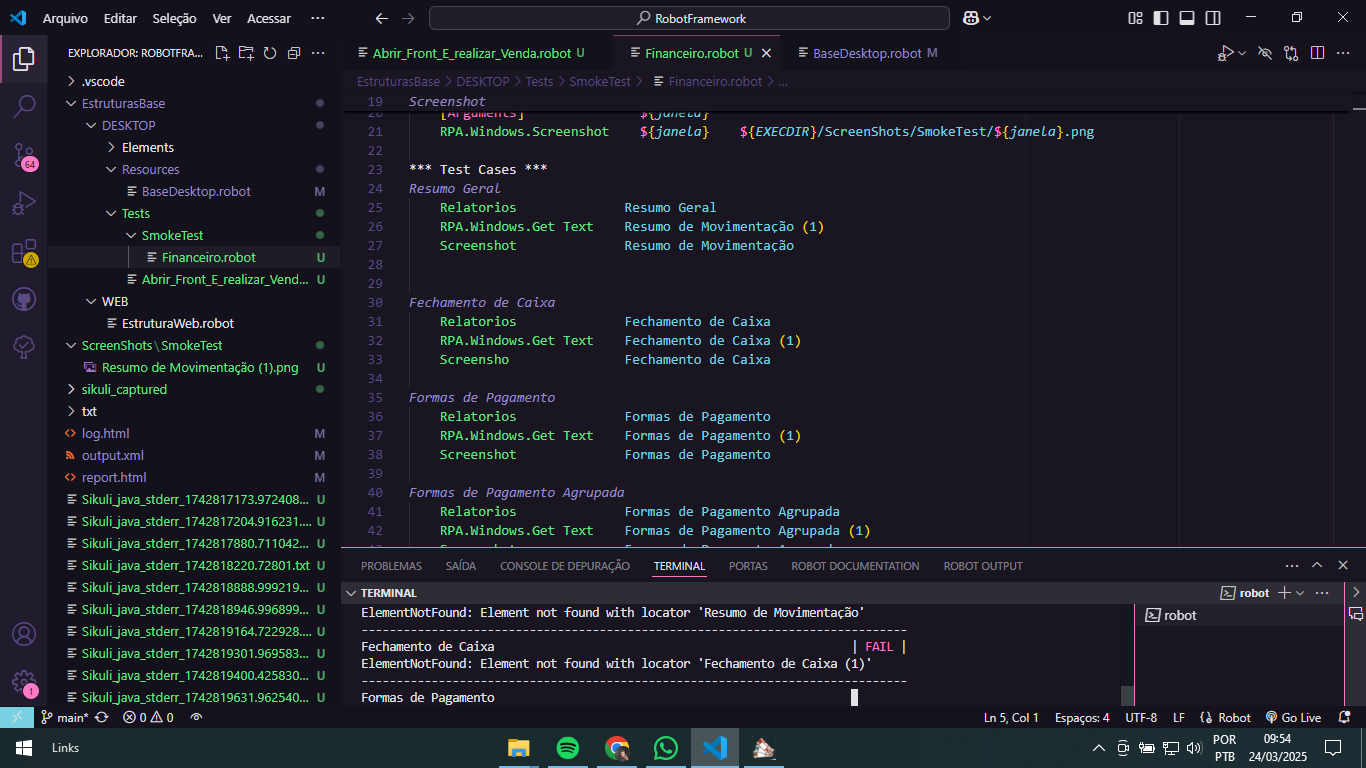 Arquivo Editar Seleção Ver Acessar ···
RobotFramework
EXPLORADOR: ROBOTFRA...
.vscode
EstruturasBase
DESKTOP
Elements
Resources
BaseDesktop.robot M
Tests
SmokeTest
Financeiro.robot U
Abrir_Front_E_realizar_Vend... U
WEB
EstruturaWeb.robot
ScreenShots\SmokeTest
Resumo de Movimentação (1).png U
sikuli_captured
txt
log.html M
output.xml M
report.html M
Sikuli_java_stderr_1742817173.972408... U
Sikuli_java_stderr_1742817204.916231.... U
Sikuli_java_stderr_1742817880.711042... U
Sikuli_java_stderr_1742818220.72801.txt U
Sikuli_java_stderr_1742818888.999219... U
Sikuli_java_stderr_1742818946.996899... U
Sikuli_java_stderr_1742819164.722928.... U
Sikuli_java_stderr_1742819301.969583... U
Sikuli_java_stderr_1742819400.425830... U
Sikuli_java_stderr_1742819631.962540... U
64
1
Abrir_Front_E_realizar_Venda.robot U
Financeiro.robot U
BaseDesktop.robot M
EstruturasBase > DESKTOP > Tests > SmokeTest > Financeiro.robot > ...
19 Screenshot
20 [Arguments] ${janela}
21 RPA.Windows.Screenshot ${janela} ${EXECDIR}/ScreenShots/SmokeTest/${janela}.png
22
23 *** Test Cases ***
24 Resumo Geral
25 Relatorios Resumo Geral
26 RPA.Windows.Get Text Resumo de Movimentação (1)
27 Screenshot Resumo de Movimentação
28
29
30 Fechamento de Caixa
31 Relatorios Fechamento de Caixa
32 RPA.Windows.Get Text Fechamento de Caixa (1)
33 Screensho Fechamento de Caixa
34
35 Formas de Pagamento
36 Relatorios Formas de Pagamento
37 RPA.Windows.Get Text Formas de Pagamento (1)
38 Screenshot Formas de Pagamento
39
40 Formas de Pagamento Agrupada
41 Relatorios Formas de Pagamento Agrupada
42 RPA.Windows.Get Text Formas de Pagamento Agrupada (1)
PROBLEMAS SAÍDA CONSOLE DE DEPURAÇÃO TERMINAL PORTAS ROBOT DOCUMENTATION ROBOT OUTPUT
TERMINAL
robot
robot
ElementNotFound: Element not found with locator 'Resumo de Movimentação'
------------------------------------------------------------------------------
Fechamento de Caixa | FAIL |
ElementNotFound: Element not found with locator 'Fechamento de Caixa (1)'
------------------------------------------------------------------------------
Formas de Pagamento
main* 0 0
Ln 5, Col 1 Espaços: 4 UTF-8 LF Robot Go Live
Links
POR
PTB
09:54
24/03/2025